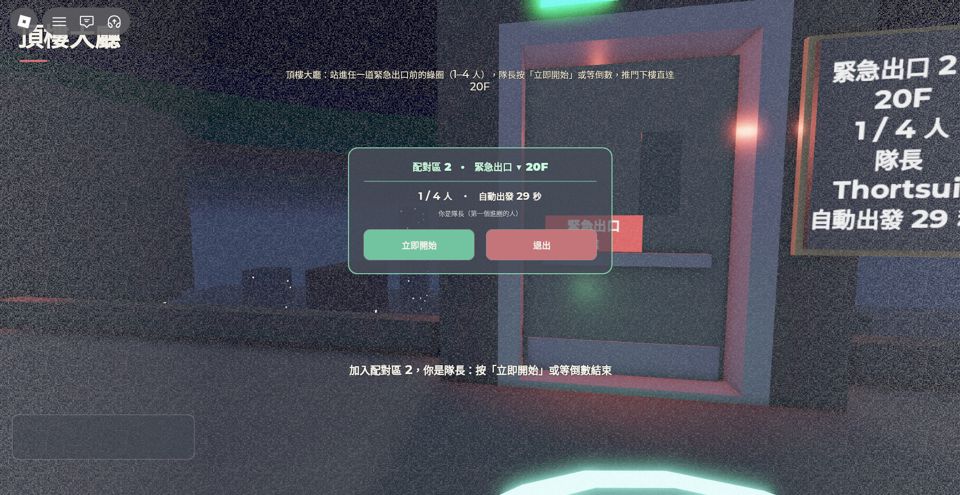 頂樓大廳
頂樓大廳：站進任一道緊急出口前的綠圈（1–4 人），隊長按「立即開始」或等倒數，推門下樓直達
20F
配對區 2 • 緊急出口 ▼ 20F
1 / 4 人 • 自動出發 29 秒
你是隊長（第一個進圈的人）
立即開始
退出
緊急出口
加入配對區 2，你是隊長：按「立即開始」或等倒數結束
緊急出口 2
20F
1 / 4 人
隊長
Thortsui
自動出發 29 秒